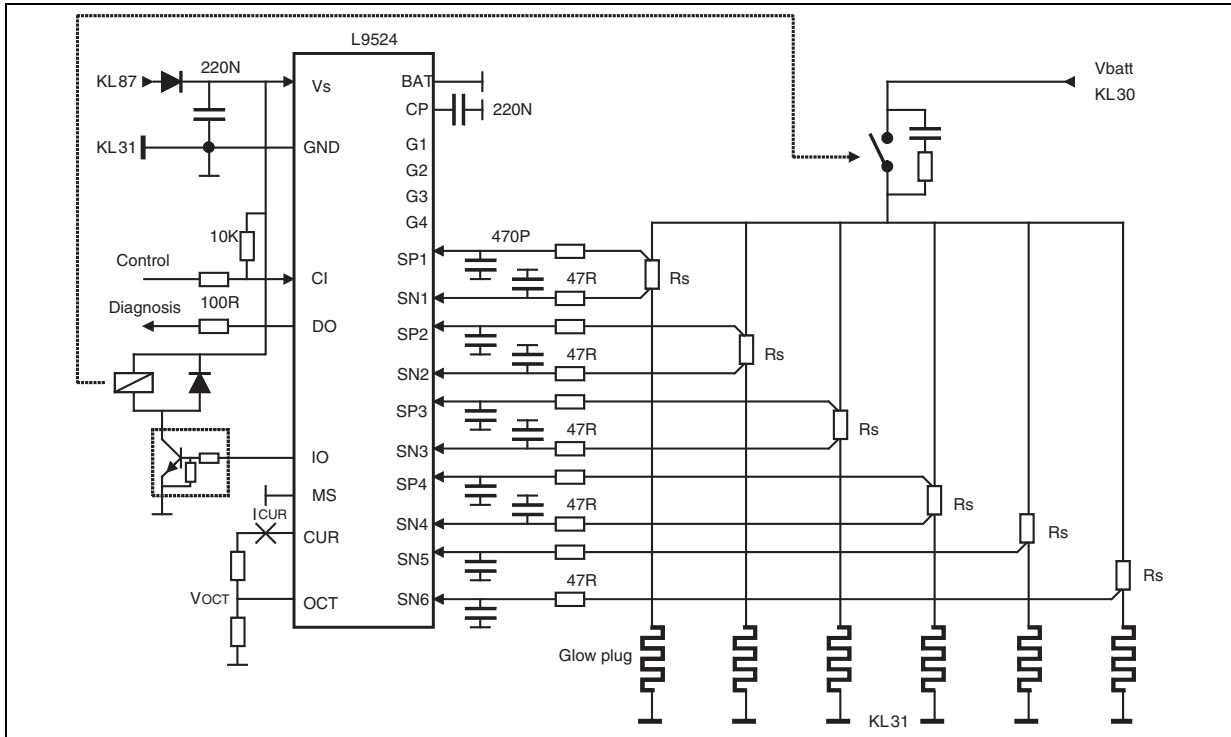 L9524
KL87
220N
Vs
BAT
CP
220N
Vbatt
KL30
KL31
GND
G1
G2
G3
G4
10K
Control
CI
100R
Diagnosis
DO
470P
SP1
47R
SN1
Rs
SP2
47R
SN2
Rs
SP3
47R
SN3
Rs
SP4
47R
SN4
Rs
SN5
Rs
47R
SN6
Rs
IO
MS
ICUR
CUR
VOCT
OCT
Glow plug
KL31